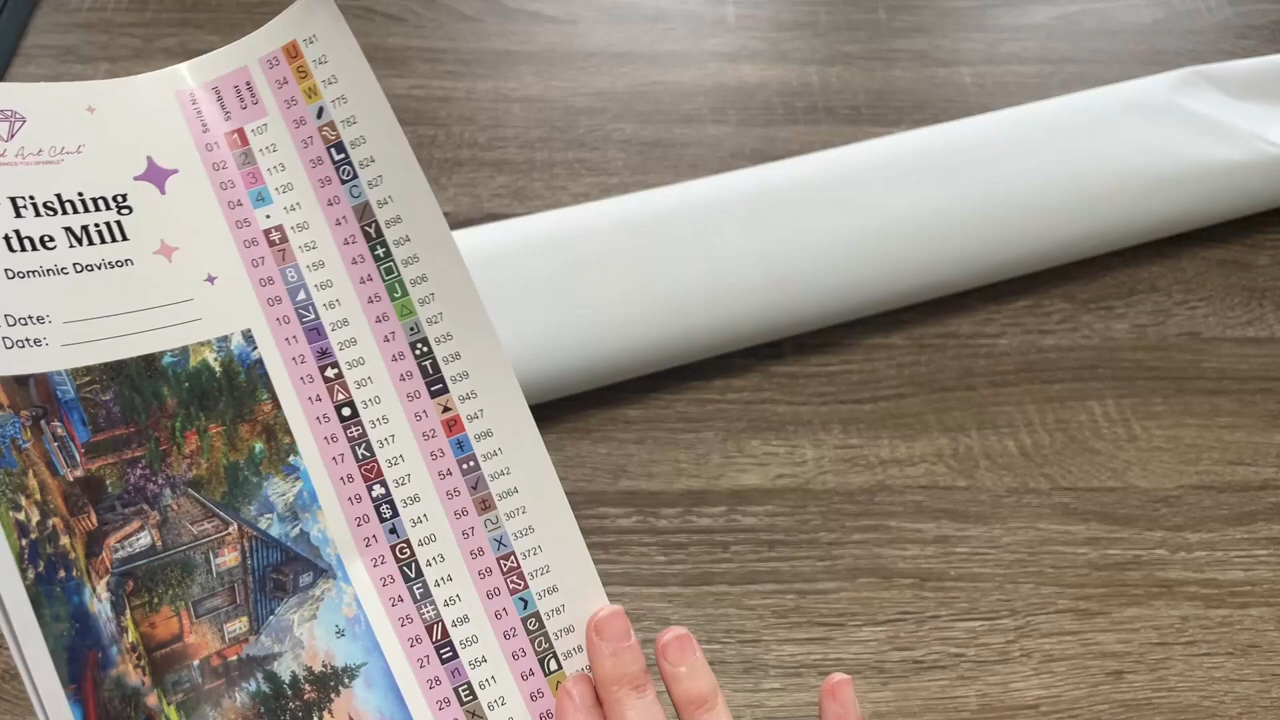 d Art Club
Fishing
the Mill
Dominic Davison
Date:
Date:
Serial No. Symbol Color Code
01 1 107
02 2 112
03 3 113
04 4 120
05 141
06 150
07 7 152
08 8 159
09 160
10 161
11 208
12 209
13 300
14 301
15 310
16 315
17 K 317
18 321
19 327
20 $ 336
21 341
22 G 400
23 V 413
24 F 414
25 # 451
26 // 498
27 = 550
28 n 554
29 E 611
612
33 U 741
34 S 742
35 W 743
36 775
37 782
38 L 803
39 Ø 824
40 C 827
41 / 841
42 Y 898
43 + 904
44 905
45 J 906
46 907
47 927
48 935
49 T 938
50 − 939
51 945
52 P 947
53 ‡ 996
54 3041
55 3042
56 3064
57 3072
58 X 3325
59 3721
60 3722
61 3766
62 e 3787
63 a 3790
64 3818
65
66